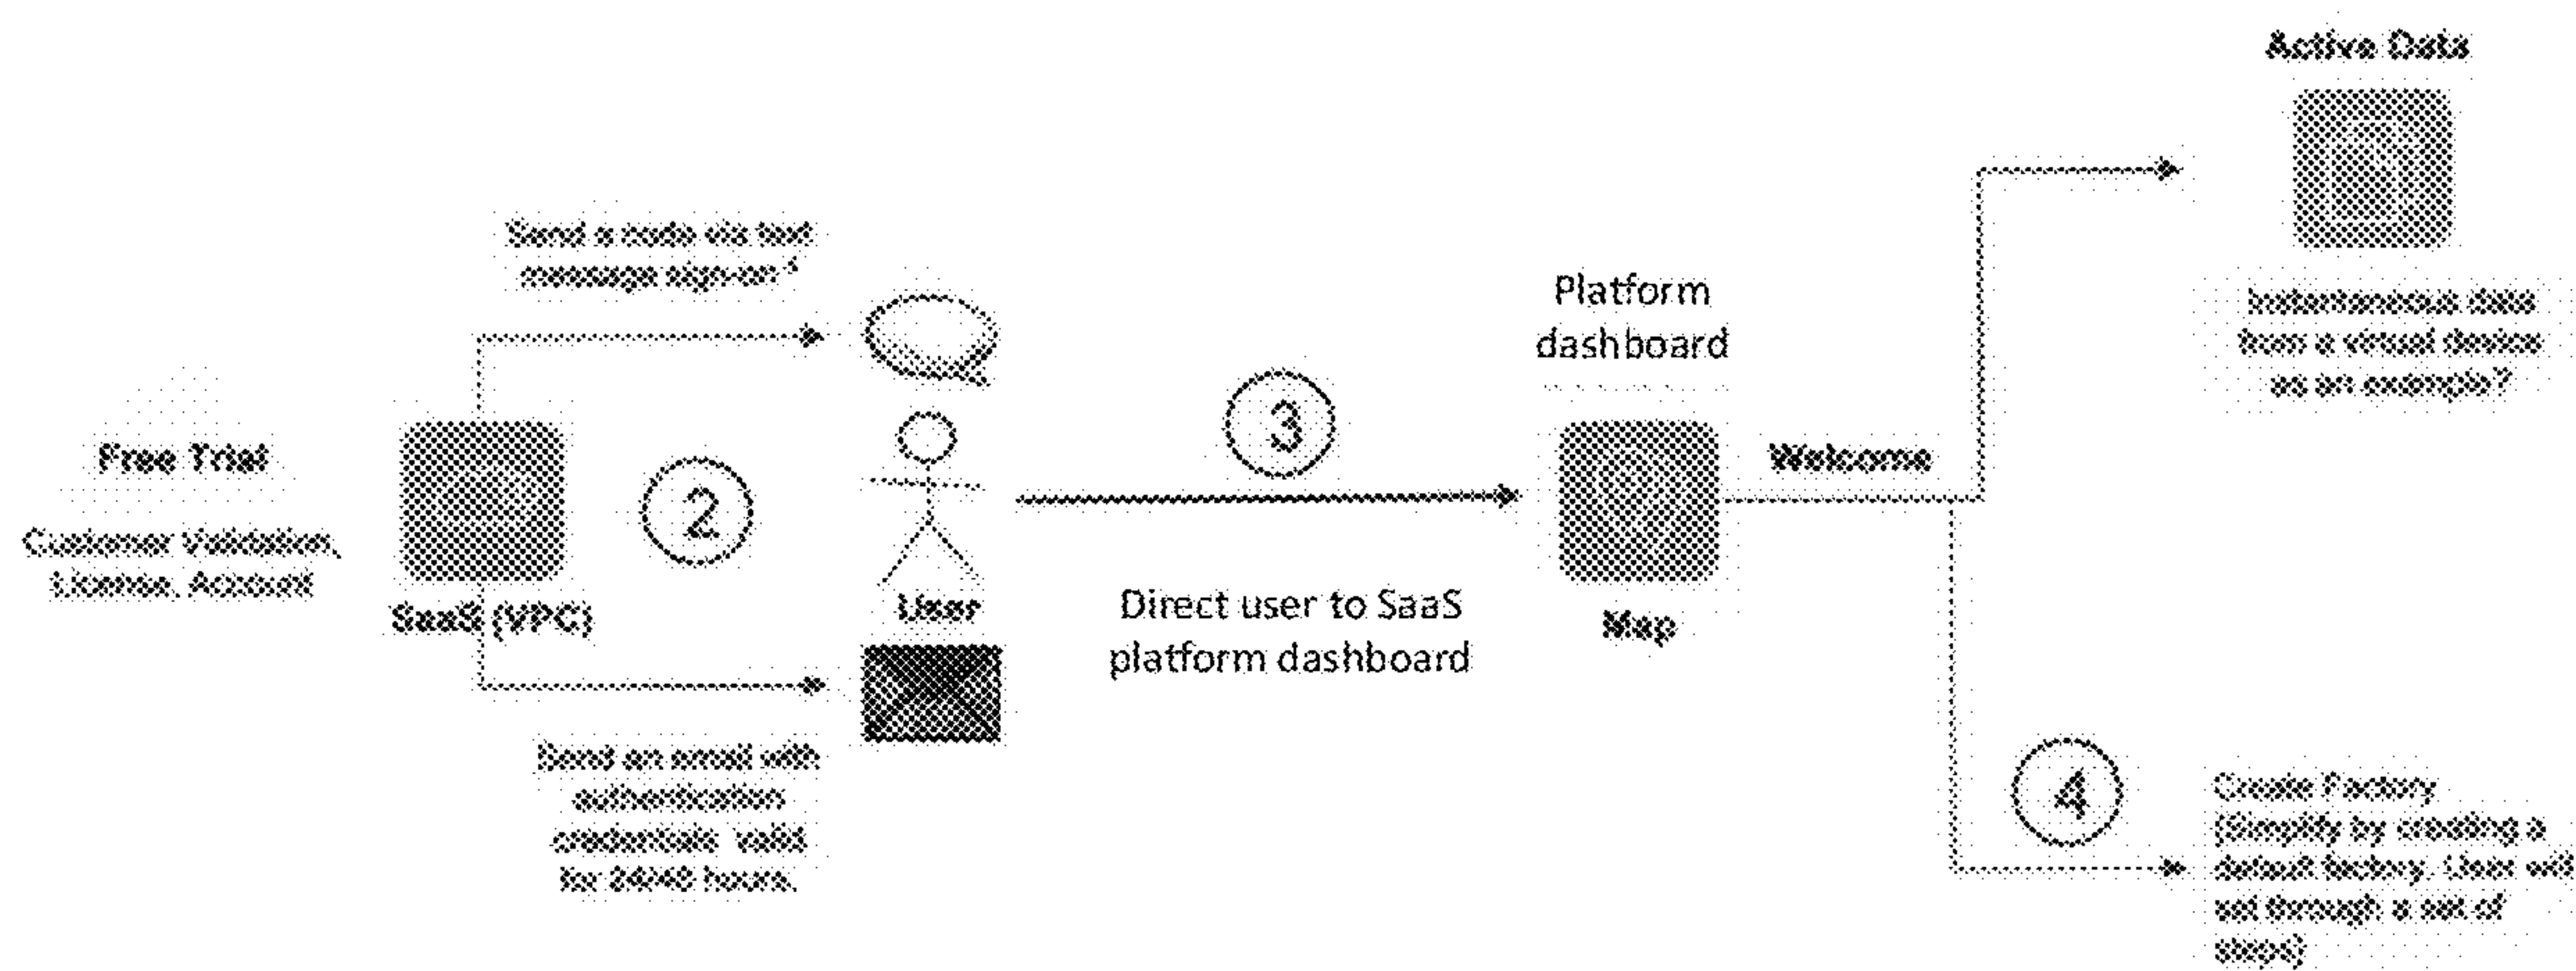 Free Trial
Customer Validation,
License, Account
SaaS (VPC)
Send a code via text
message sign-on
2
User
Send an email with
authentication
credentials valid
for 24/48 hours.
3
Direct user to SaaS
platform dashboard
Platform
dashboard
Map
Welcome
Active Data
Instantaneous data
from a virtual device
as an example?
4
Create Factory
(Simplify by creating a
default factory. User will
set through a set of
steps)